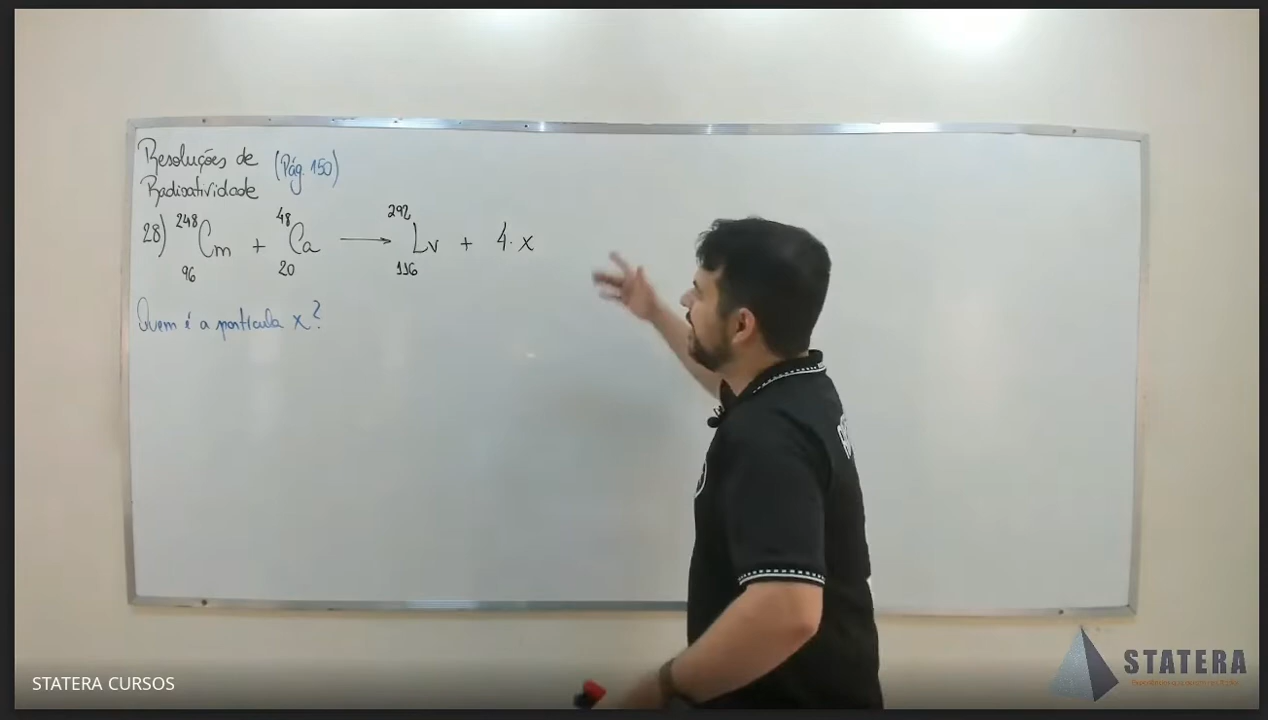 Resoluções de (Pág. 150)
Radioatividade
28) 248 Cm 96 + 48 Ca 20 → 292 Lv 116 + 4·x
Quem é a partícula x?
STATERA CURSOS
STATERA